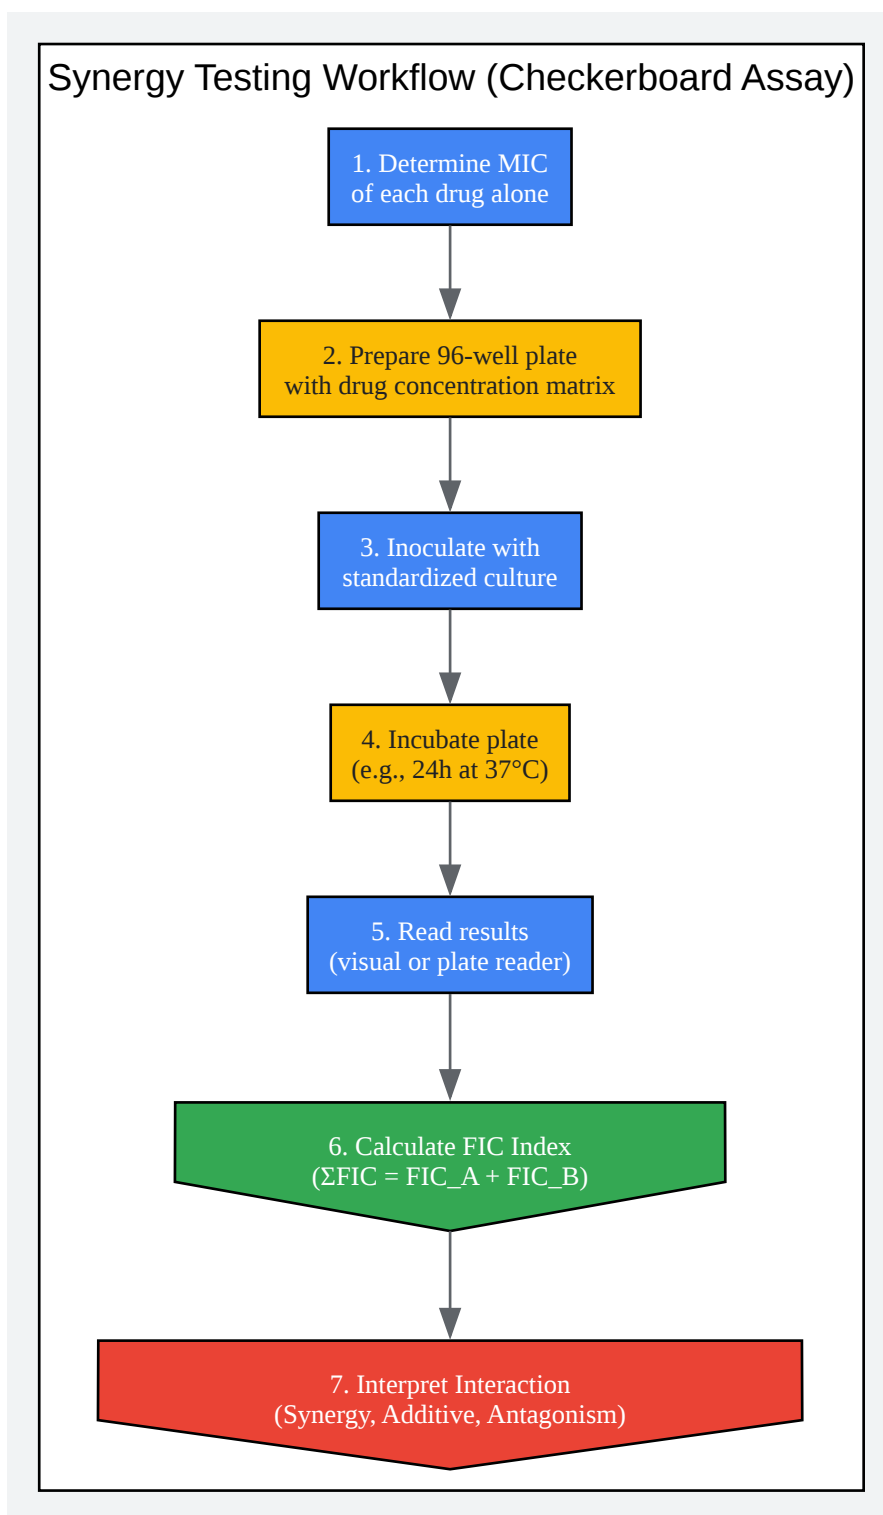 Synergy Testing Workflow (Checkerboard Assay)
1. Determine MIC
of each drug alone
2. Prepare 96-well plate
with drug concentration matrix
3. Inoculate with
standardized culture
4. Incubate plate
(e.g., 24h at 37°C)
5. Read results
(visual or plate reader)
6. Calculate FIC Index
(ΣFIC = FIC_A + FIC_B)
7. Interpret Interaction
(Synergy, Additive, Antagonism)